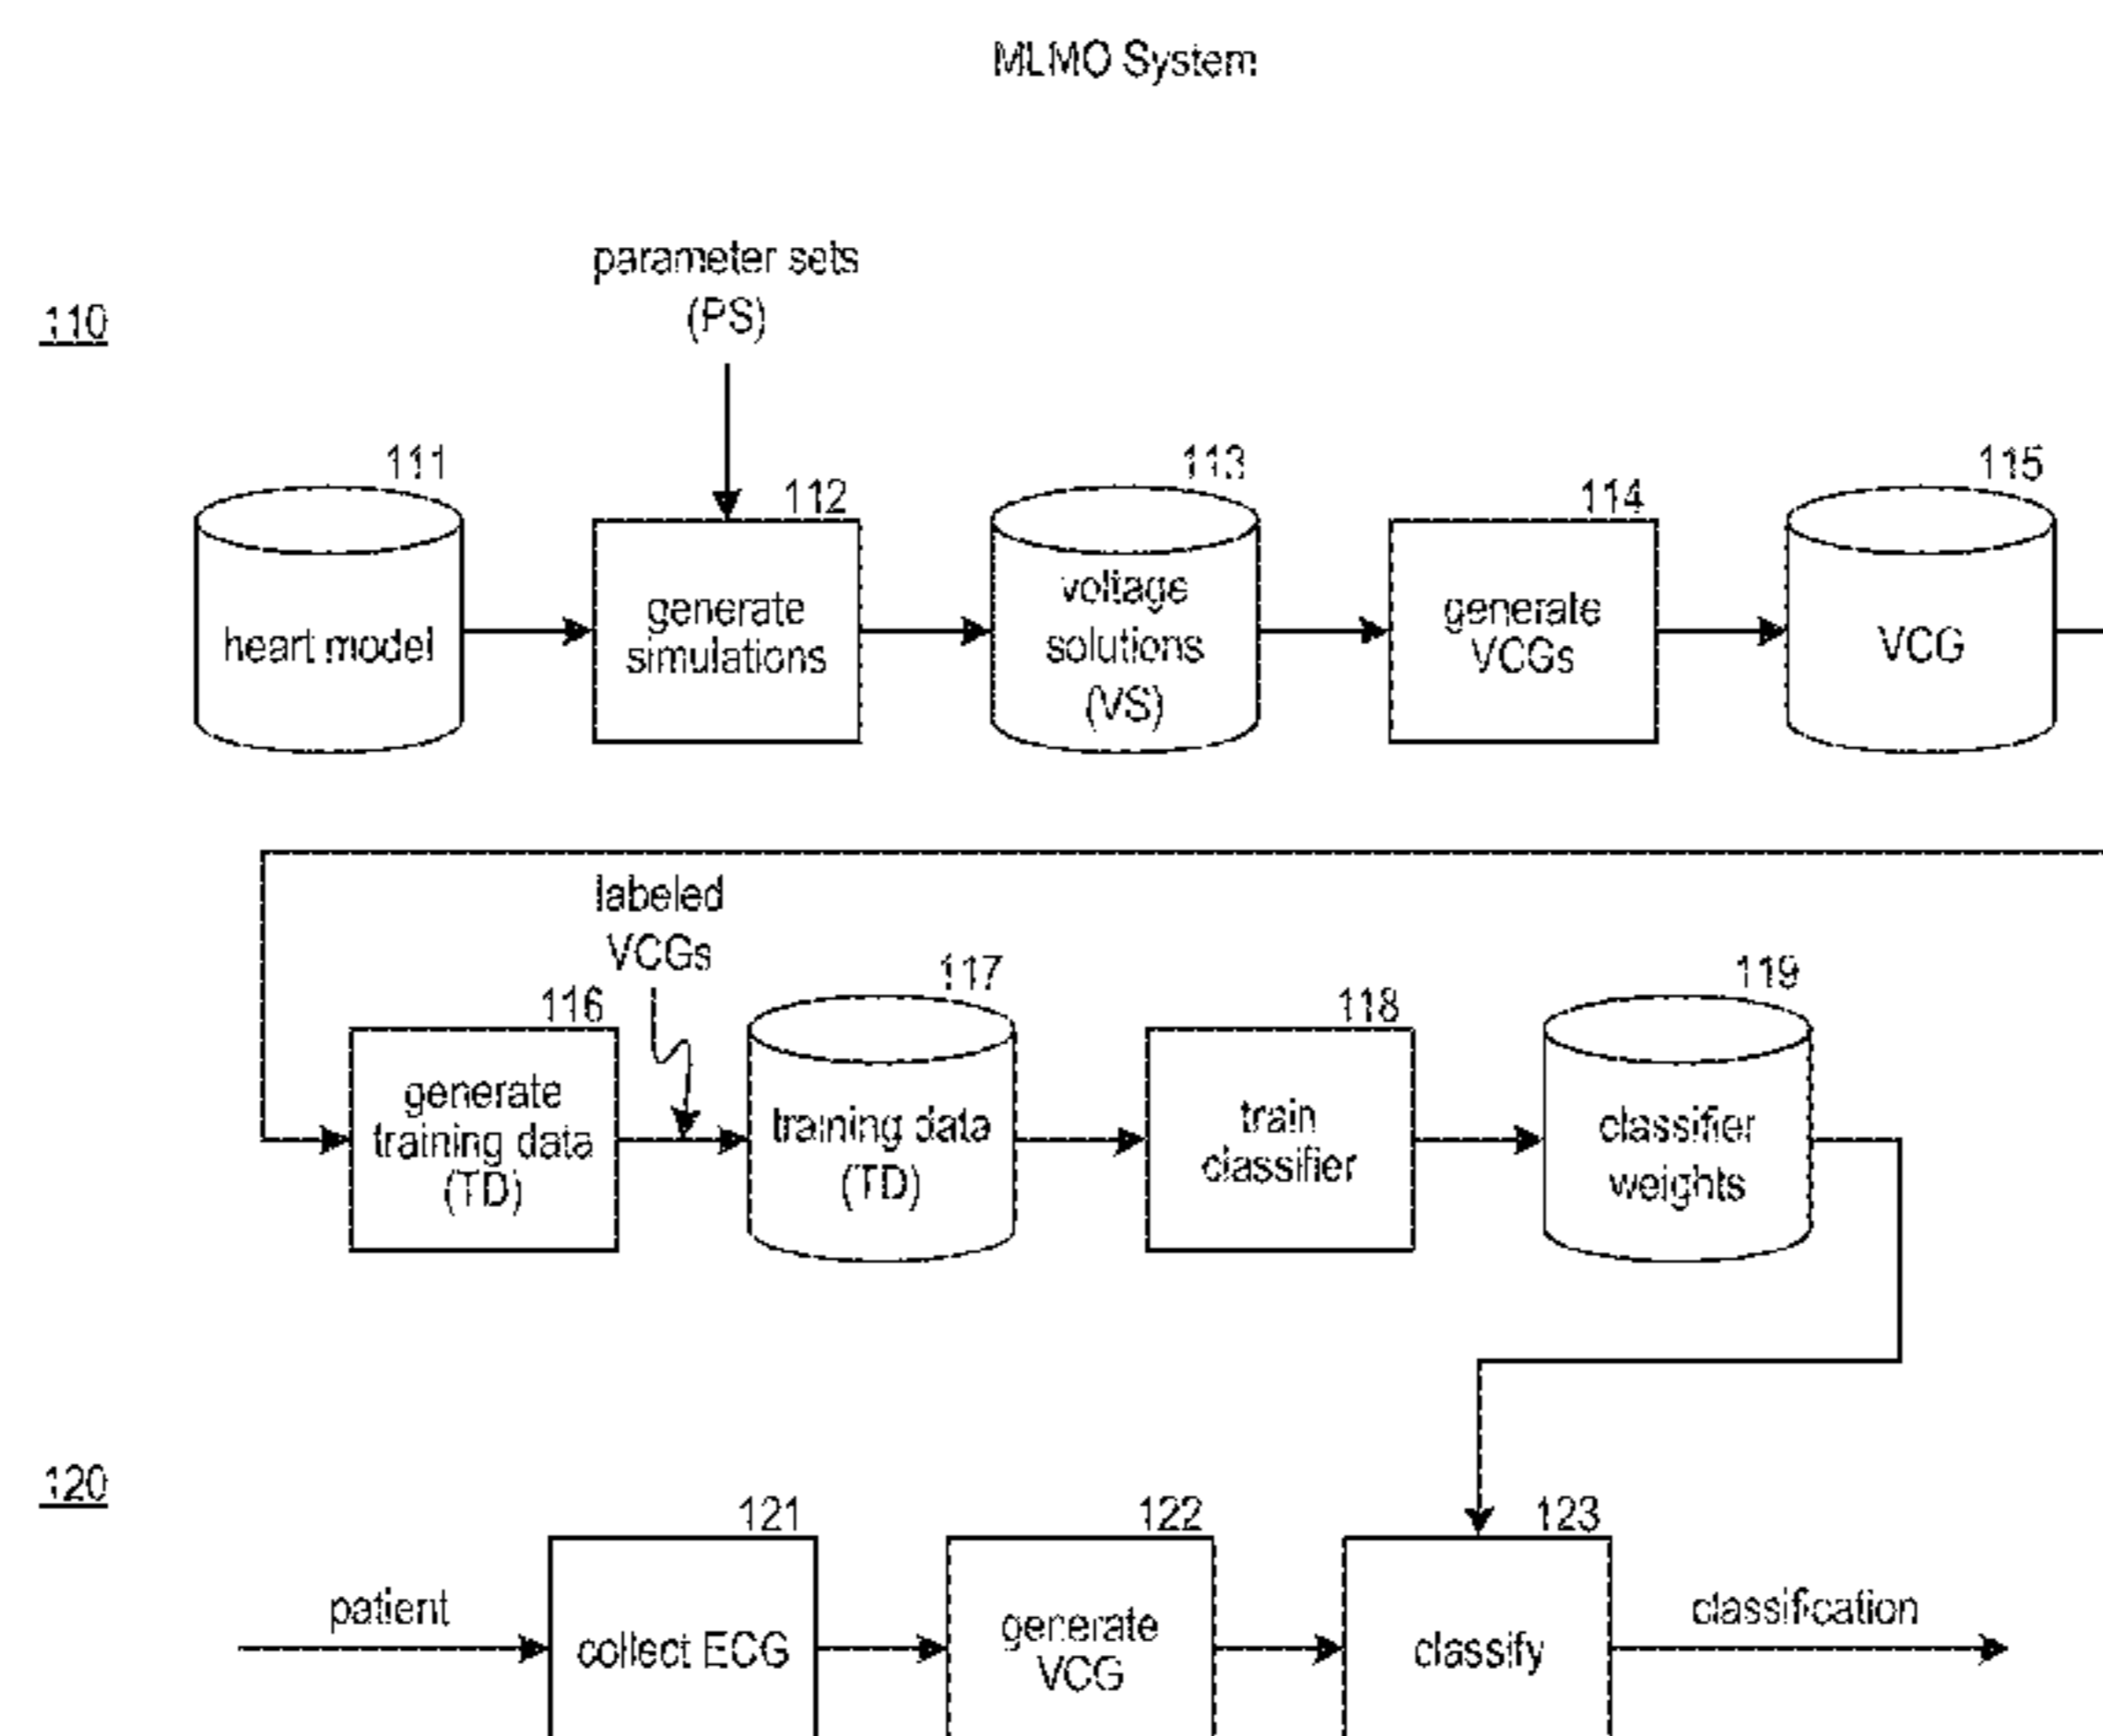 MLMO System
parameter sets
(PS)
110
111
112
113
114
115
heart model
generate
simulations
voltage
solutions
(VS)
generate
VCGs
VCG
labeled
VCGs
116
117
118
119
generate
training data
(TD)
training data
(TD)
train
classifier
classifier
weights
120
121
122
123
patient
collect ECG
generate
VCG
classify
classification